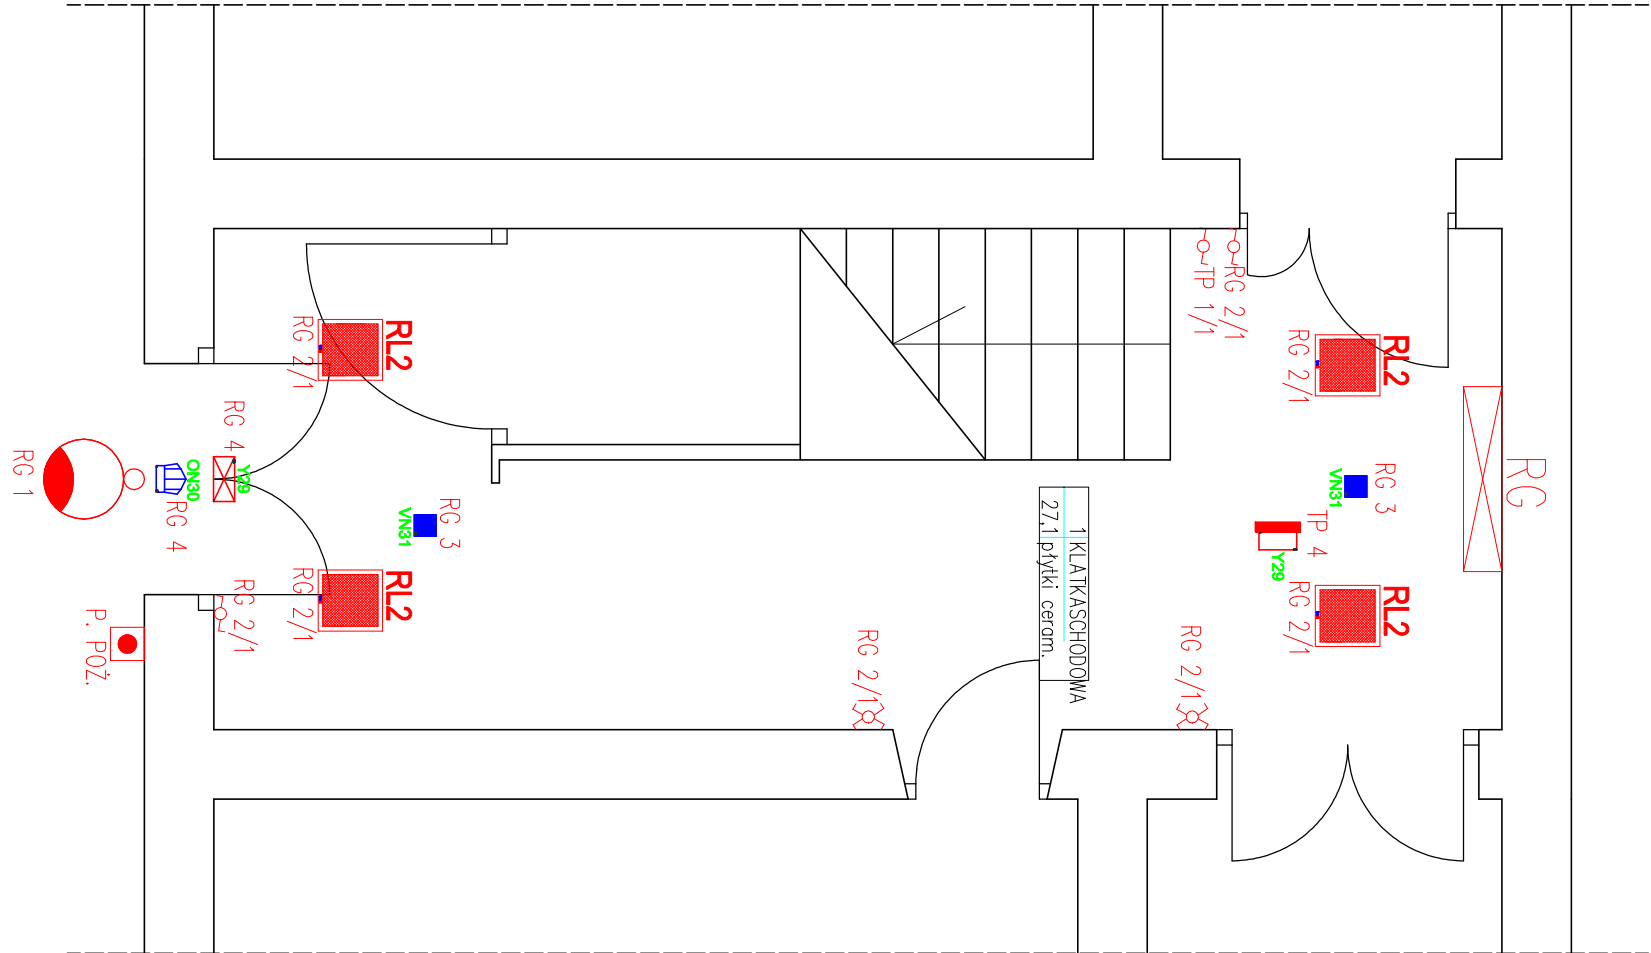 RL2
RG 2/1
RG 4
Y29
ON30
RG 4
RG 1
RG 3
VN31
RL2
RG 2/1
RG 2/1
P. POŻ.
TP 1/1
RG 2/1
RL2
RG 2/1
RG
RG 3
VN31
TP 4
Y29
RL2
RG 2/1
1 KLATKASCHODOWA
27,1 płytki ceram.
RG 2/1
RG 2/1